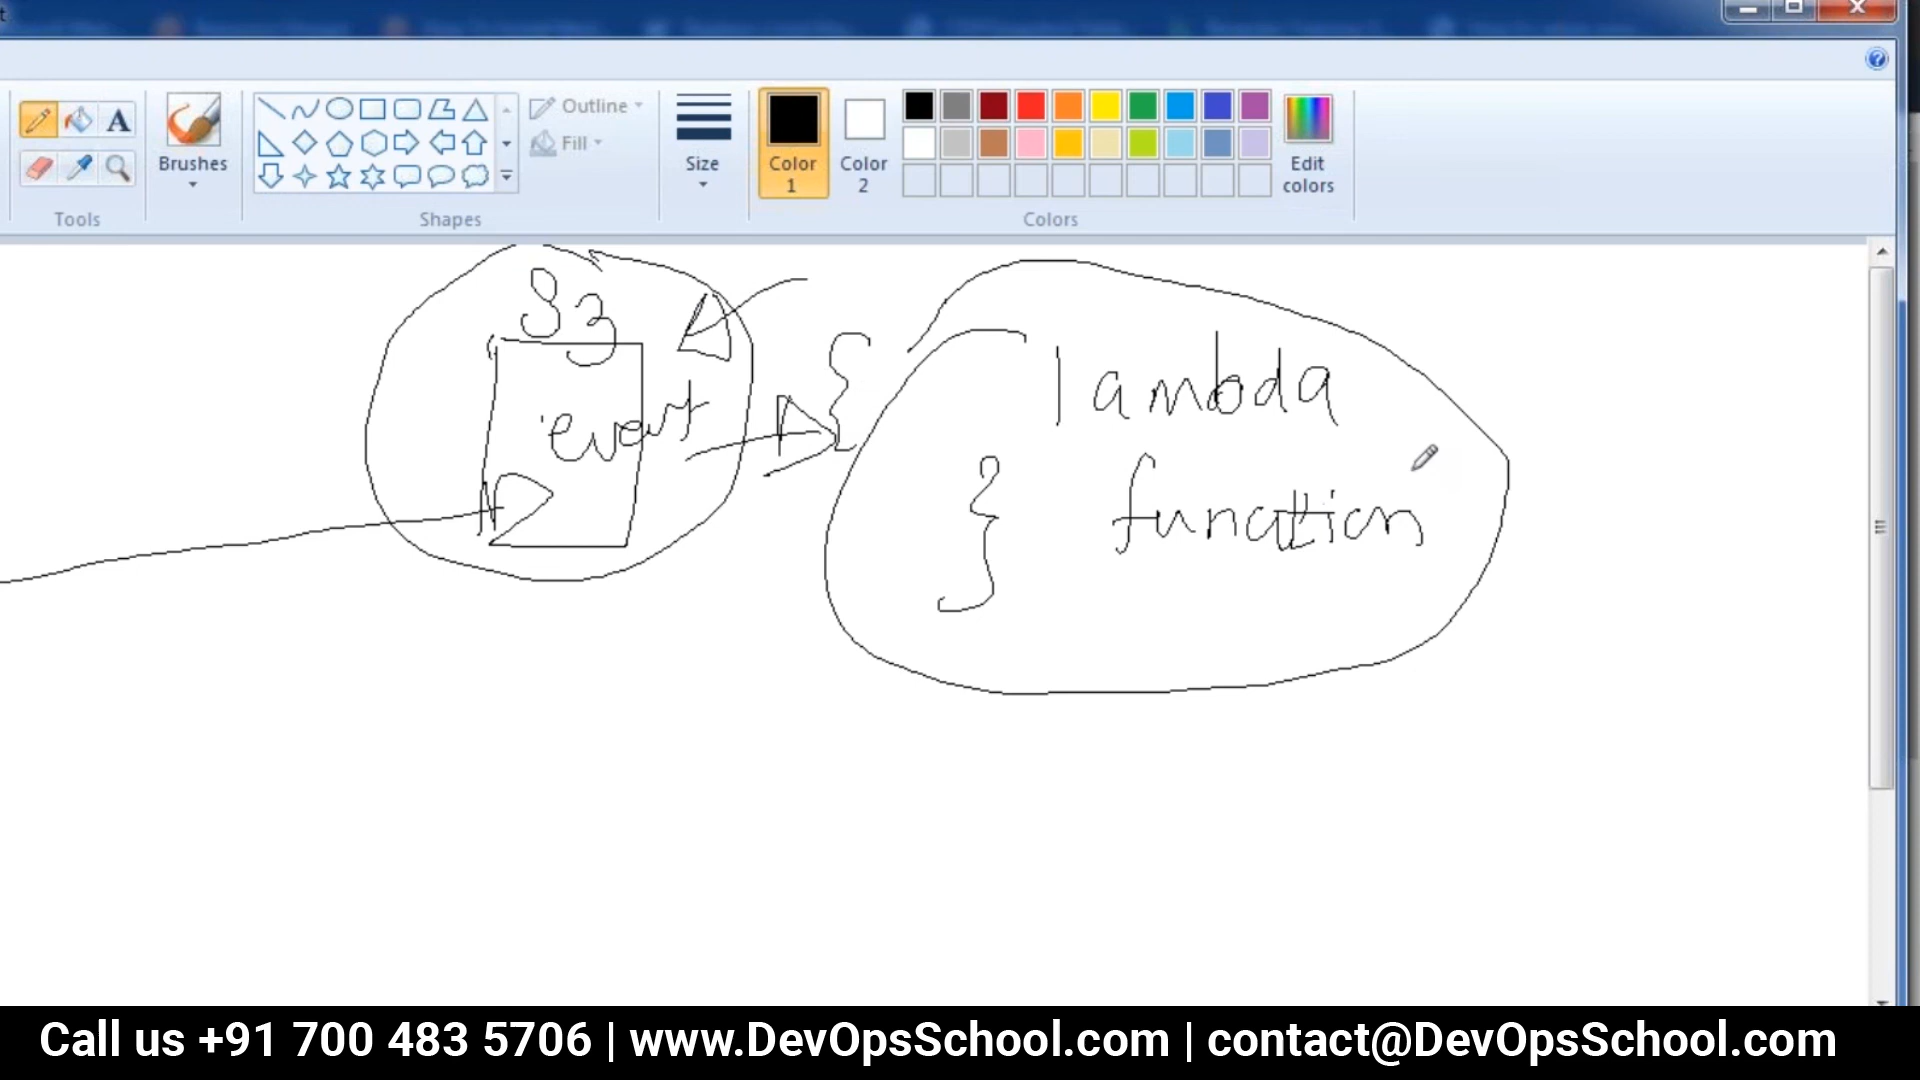 t
Outline
Fill
Brushes
Size
Color
1
Color
2
Edit
colors
Tools
Shapes
Colors
S3
event
{
lambda
function
}
Call us +91 700 483 5706 | www.DevOpsSchool.com | contact@DevOpsSchool.com